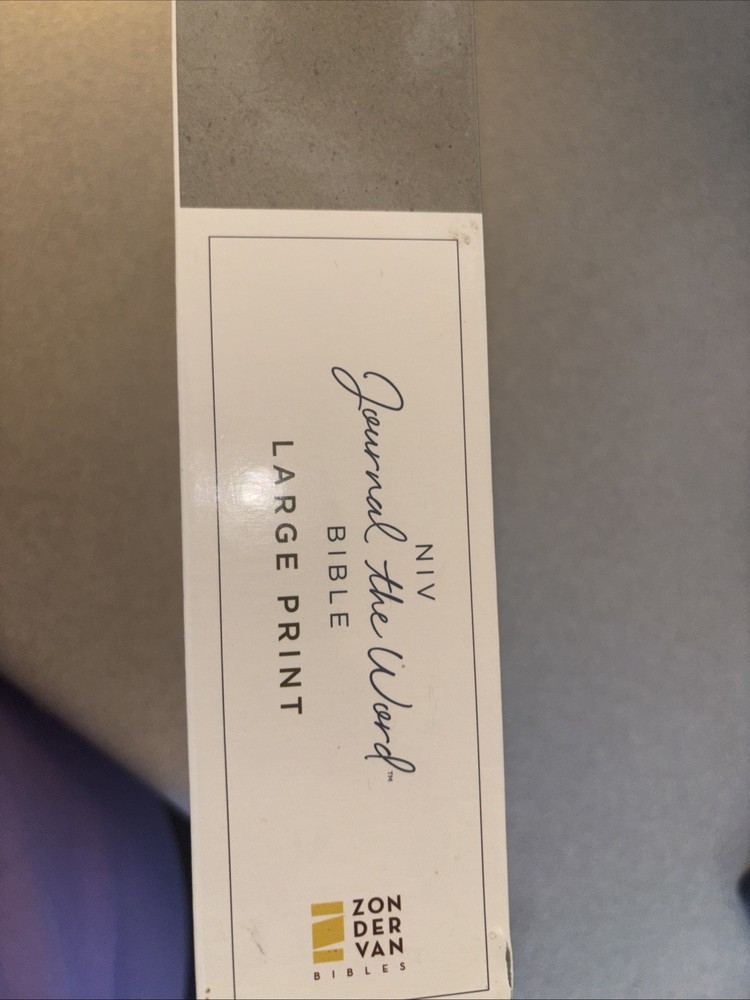 NIV
Journal the Word™
BIBLE
LARGE PRINT
ZON
DER
VAN
BIBLES